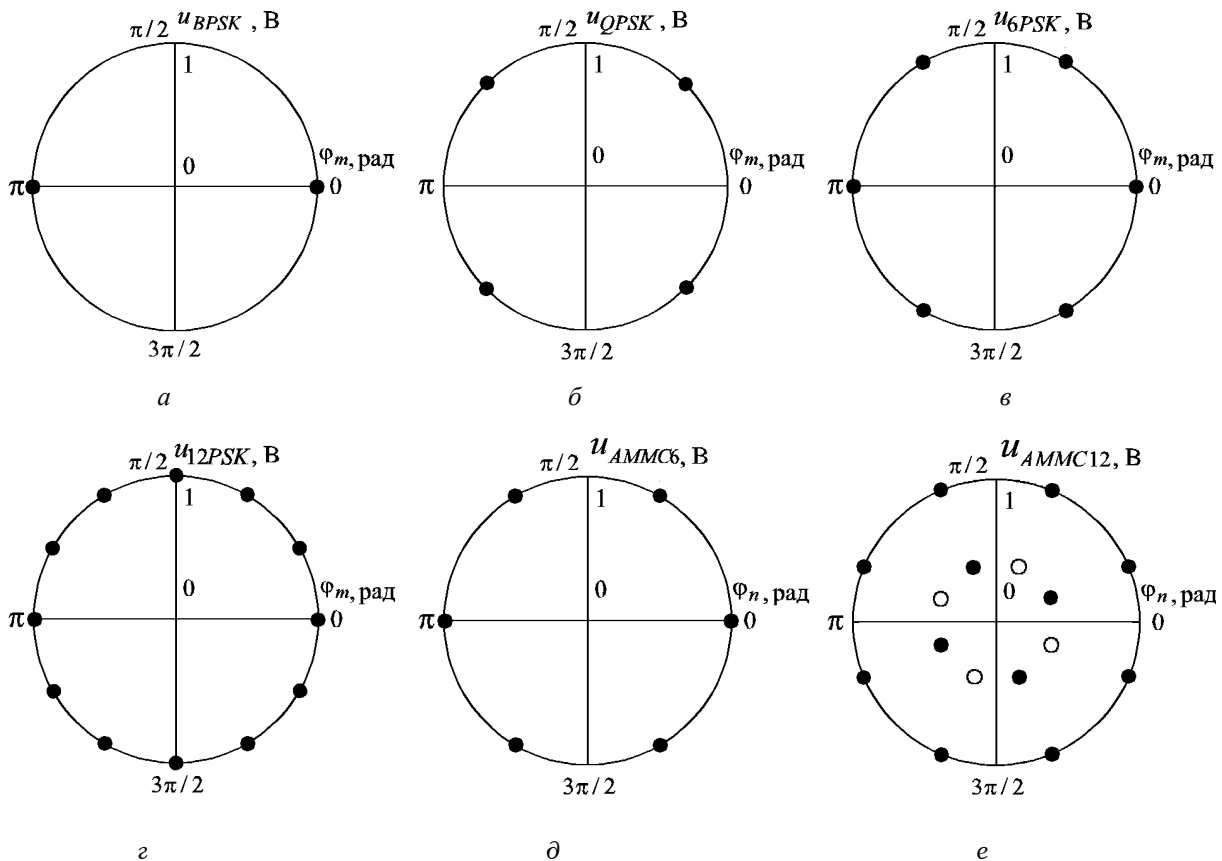 π/2 u_BPSK, В
1
0
φ_m, рад
π
0
3π/2
а
π/2 u_QPSK, В
1
0
φ_m, рад
π
0
3π/2
б
π/2 u_6PSK, В
1
0
φ_m, рад
π
0
3π/2
в
π/2 u_12PSK, В
1
0
φ_m, рад
π
0
3π/2
г
π/2 u_AMMC6, В
1
0
φ_n, рад
π
0
3π/2
д
π/2 u_AMMC12, В
1
0
φ_n, рад
π
0
3π/2
е